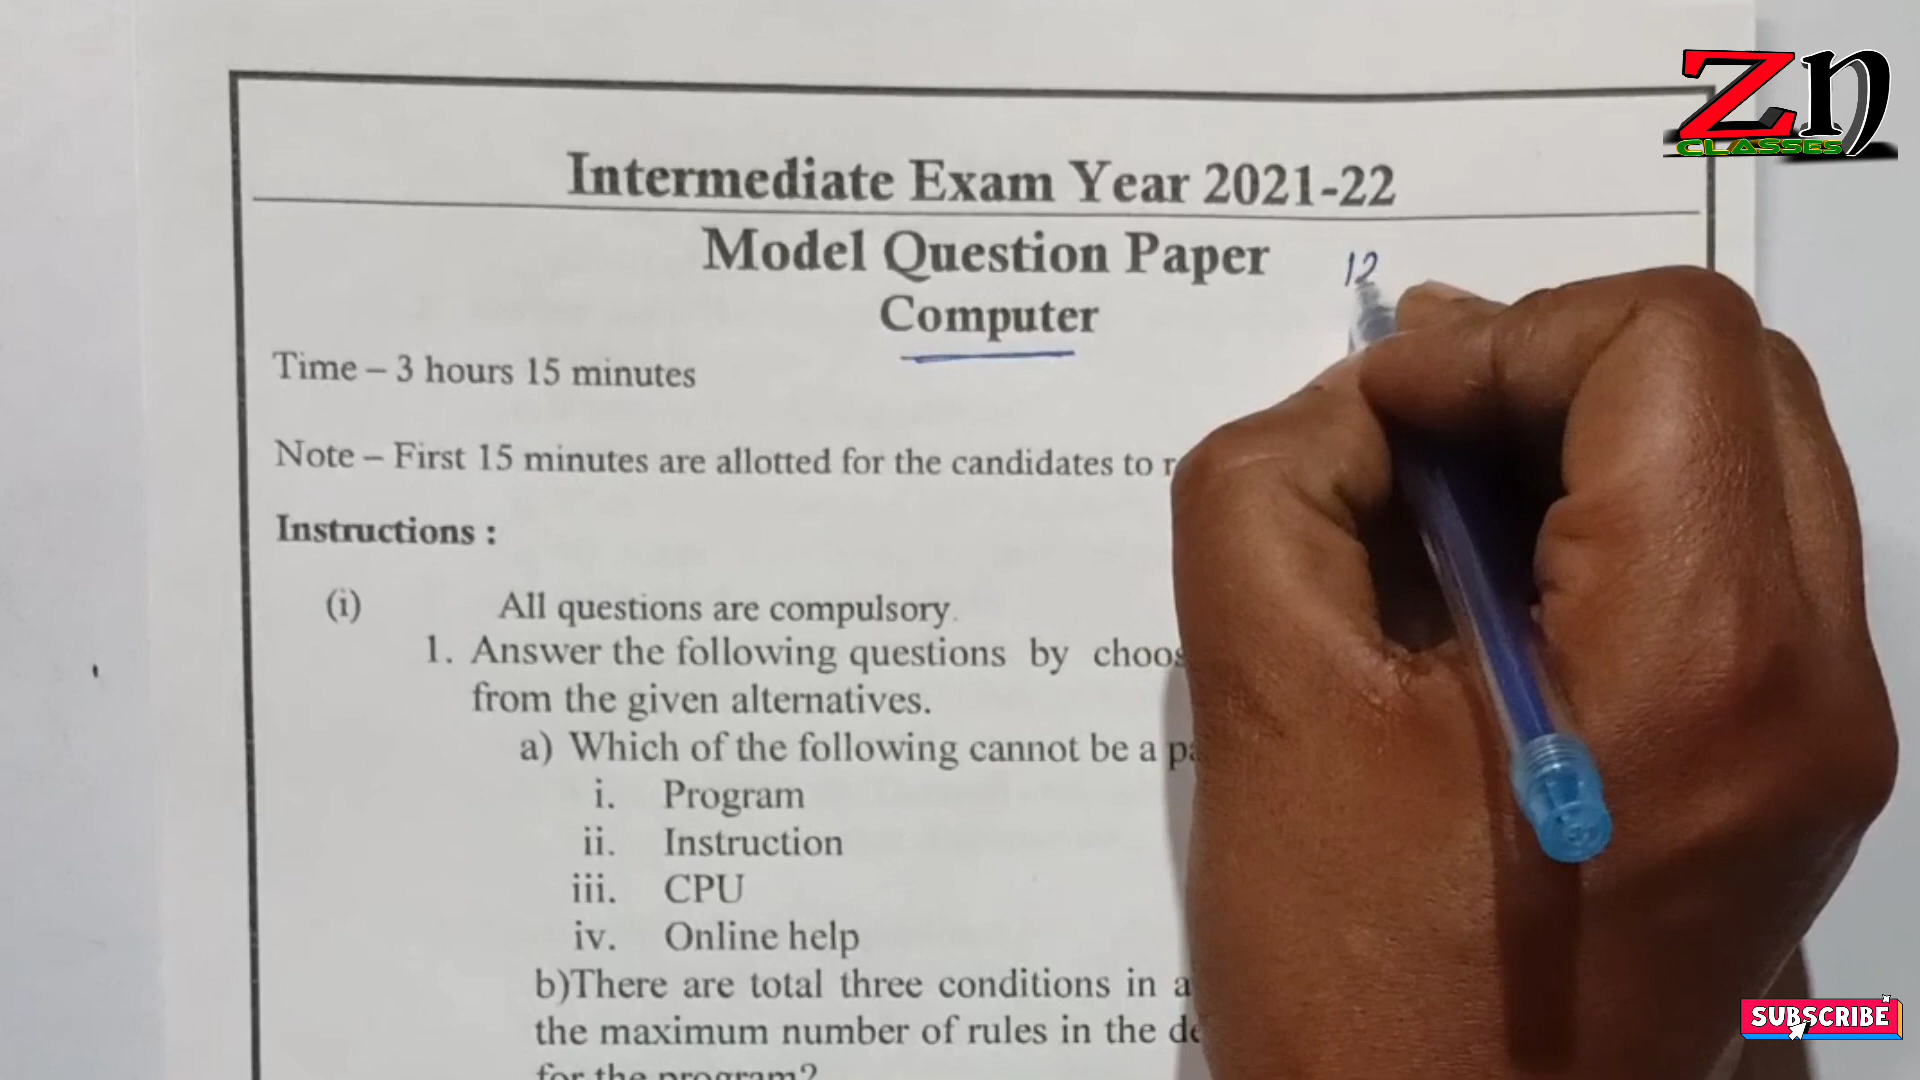 Zn
CLASSES
Intermediate Exam Year 2021-22
Model Question Paper
12
Computer
Time – 3 hours 15 minutes
Note – First 15 minutes are allotted for the candidates to
Instructions :
(i) All questions are compulsory.
1. Answer the following questions by
from the given alternatives.
a) Which of the following cannot be a
i. Program
ii. Instruction
iii. CPU
iv. Online help
b)There are total three conditions in a
the maximum number of rules in the
for the program?
SUBSCRIBE